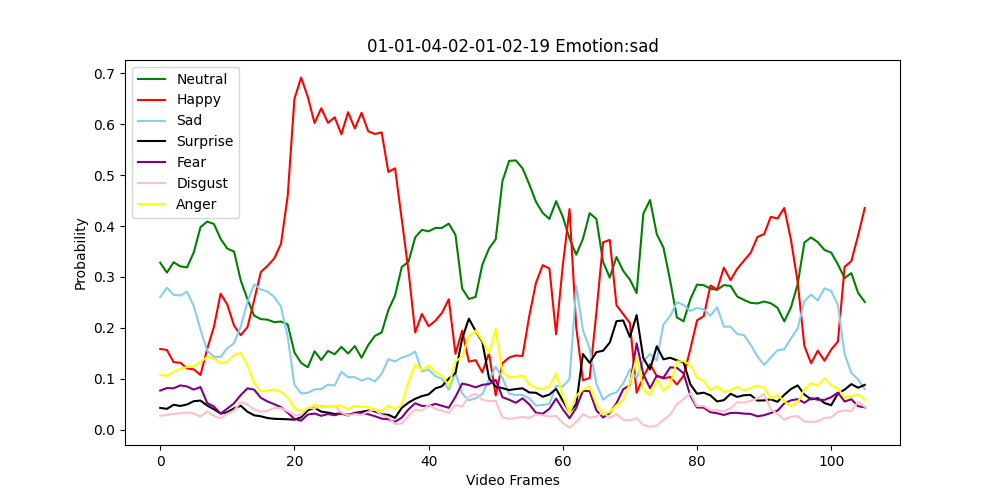 01-01-04-02-01-02-19 Emotion:sad
Probability
0.7
0.6
0.5
0.4
0.3
0.2
0.1
0.0
Neutral
Happy
Sad
Surprise
Fear
Disgust
Anger
0 20 40 60 80 100
Video Frames